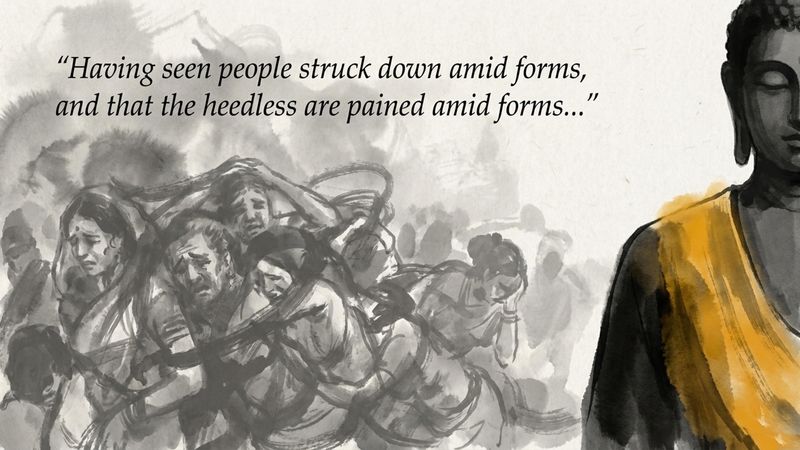 “Having seen people struck down amid forms,
and that the heedless are pained amid forms...”